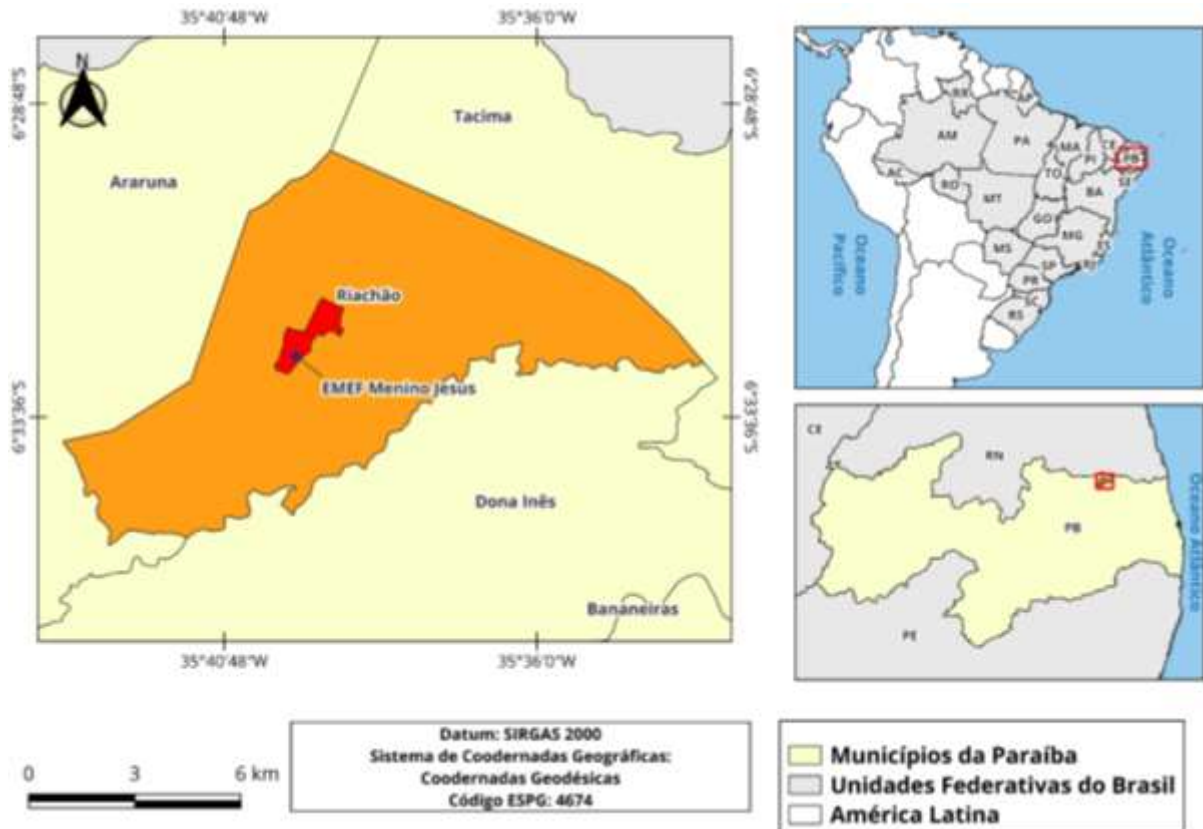 35°40'48"W 35°36'0"W
N
6°28'48"S
6°28'48"S
Tacima
Araruna
Riachão
EMEF Menino Jesus
6°33'36"S
6°33'36"S
Dona Inês
Bananeiras
35°40'48"W 35°36'0"W
RR
AP
AM
PA
MA
CE
PI
PB
AC
TO
SE
RO
BA
MT
GO
MG
ES
MS
SP
RJ
PR
SC
RS
Oceano
Pacífico
Oceano
Atlântico
CE
RN
PB
PE
Oceano Atlântico
0 3 6 km
Datum: SIRGAS 2000
Sistema de Coodernadas Geográficas:
Coodernadas Geodésicas
Código ESPG: 4674
Municípios da Paraíba
Unidades Federativas do Brasil
América Latina